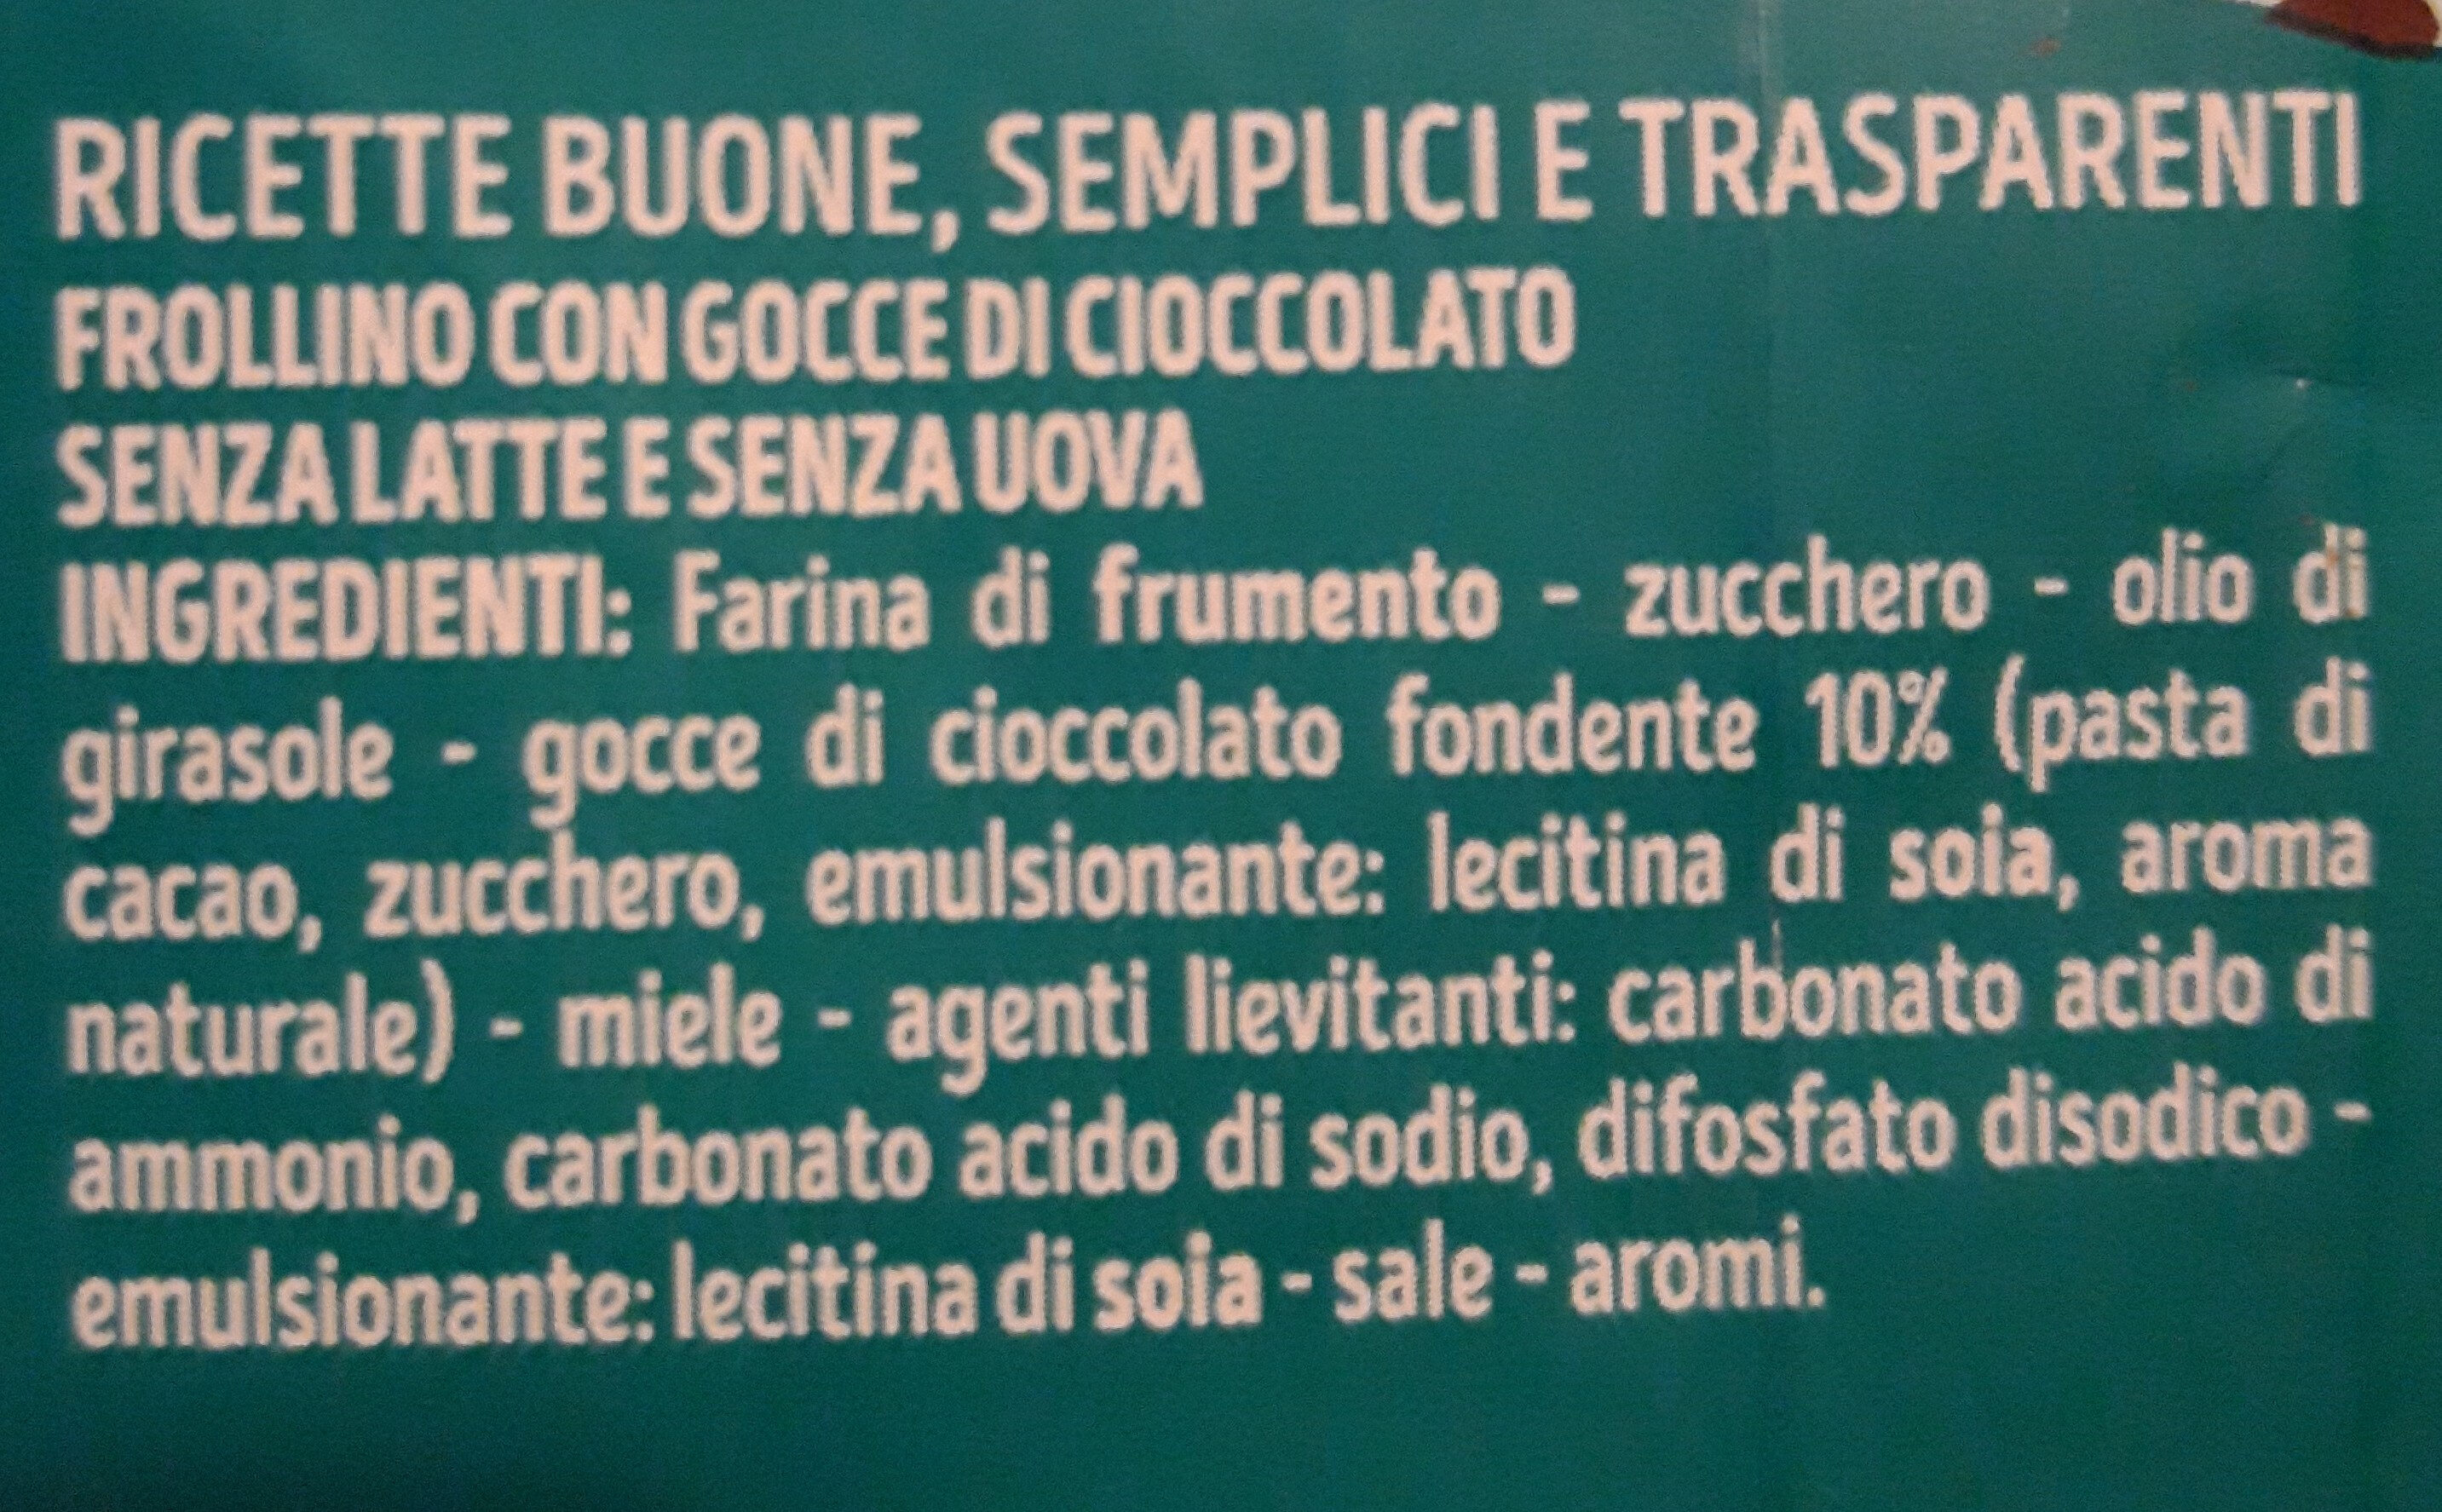 RICETTE BUONE, SEMPLICI E TRASPARENTI
FROLLINO CON GOCCE DI CIOCCOLATO
SENZA LATTE E SENZA UOVA
INGREDIENTI: Farina di frumento - zucchero - olio di
girasole - gocce di cioccolato fondente 10% (pasta di
cacao, zucchero, emulsionante: lecitina di soia, aroma
naturale) - miele - agenti lievitanti: carbonato acido di
ammonio, carbonato acido di sodio, difosfato disodico -
emulsionante: lecitina di soia - sale - aromi.